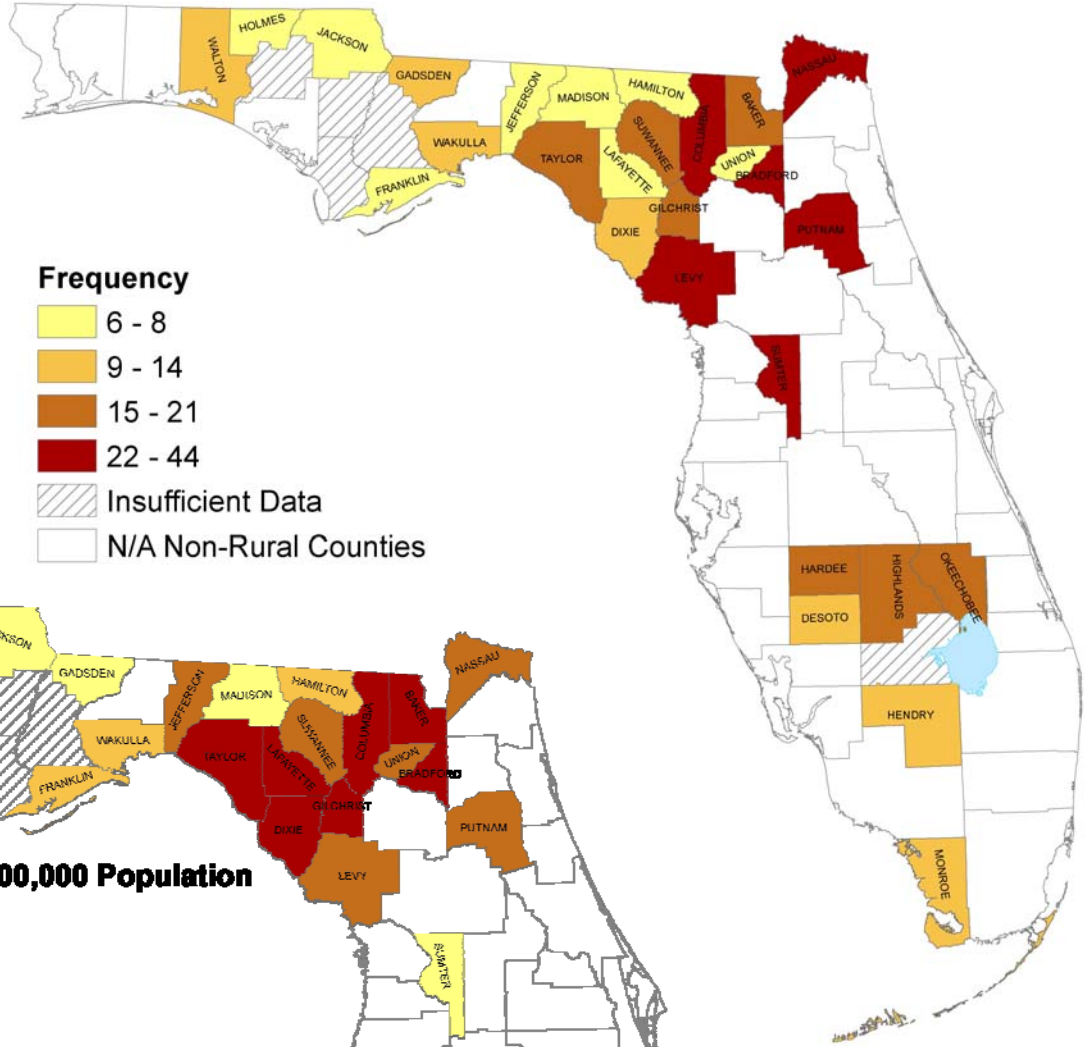 HOLMES
JACKSON
WALTON
GADSDEN
WAKULLA
FRANKLIN
JEFFERSON
MADISON
HAMILTON
TAYLOR
LAFAYETTE
SUWANNEE
COLUMBIA
BAKER
NASSAU
UNION
BRADFORD
GILCHRIST
DIXIE
LEVY
PUTNAM
SUMTER
HARDEE
HIGHLANDS
OKEECHOBEE
DESOTO
HENDRY
MONROE
Frequency
6 - 8
9 - 14
15 - 21
22 - 44
Insufficient Data
N/A Non-Rural Counties
KSON
GADSDEN
WAKULLA
FRANKLIN
JEFFERSON
MADISON
HAMILTON
TAYLOR
LAFAYETTE
SUWANNEE
COLUMBIA
BAKER
NASSAU
UNION
BRADFORD
GILCHRIST
DIXIE
LEVY
PUTNAM
SUMTER
00,000 Population